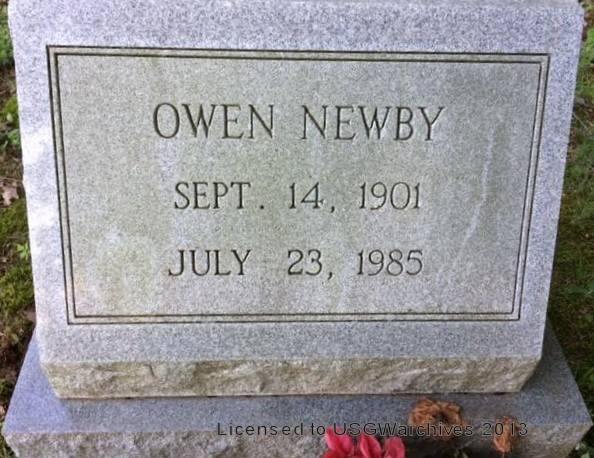 OWEN NEWBY
SEPT. 14, 1901
JULY 23, 1985
Licensed to USGWarchives 2013